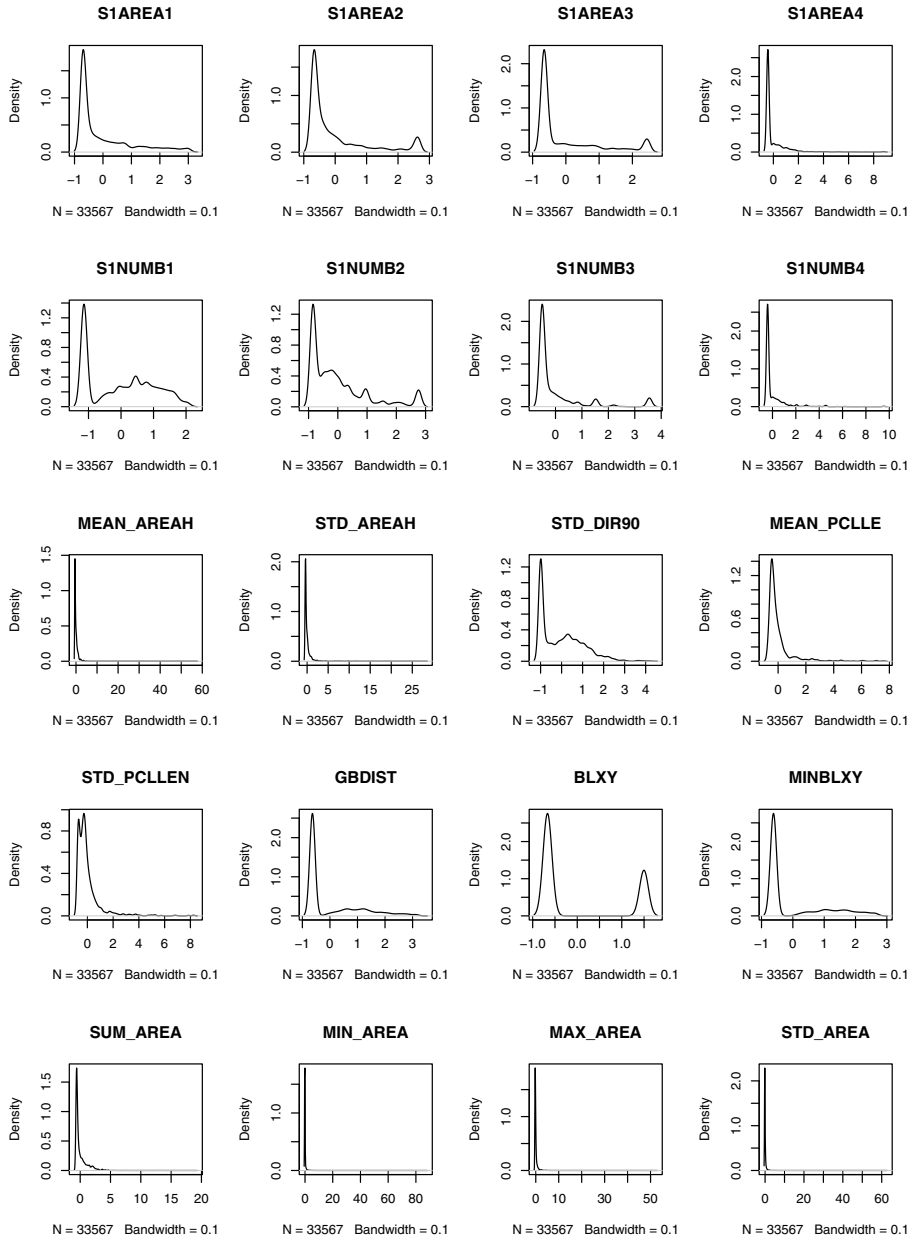 S1AREA1 S1AREA2 S1AREA3 S1AREA4
Density Density Density Density
0.0 1.0 0.0 1.0 0.0 1.0 2.0 0.0 1.0 2.0
−1 0 1 2 3 −1 0 1 2 3 −1 0 1 2 0 2 4 6 8
N = 33567 Bandwidth = 0.1 N = 33567 Bandwidth = 0.1 N = 33567 Bandwidth = 0.1 N = 33567 Bandwidth = 0.1
S1NUMB1 S1NUMB2 S1NUMB3 S1NUMB4
Density Density Density Density
0.0 0.4 0.8 1.2 0.0 0.4 0.8 1.2 0.0 1.0 2.0 0.0 1.0 2.0
−1 0 1 2 −1 0 1 2 3 0 1 2 3 4 0 2 4 6 8 10
N = 33567 Bandwidth = 0.1 N = 33567 Bandwidth = 0.1 N = 33567 Bandwidth = 0.1 N = 33567 Bandwidth = 0.1
MEAN_AREAH STD_AREAH STD_DIR90 MEAN_PCLLE
Density Density Density Density
0.0 0.5 1.0 1.5 0.0 1.0 2.0 0.0 0.4 0.8 1.2 0.0 0.6 1.2
0 20 40 60 0 5 15 25 −1 0 1 2 3 4 0 2 4 6 8
N = 33567 Bandwidth = 0.1 N = 33567 Bandwidth = 0.1 N = 33567 Bandwidth = 0.1 N = 33567 Bandwidth = 0.1
STD_PCLLEN GBDIST BLXY MINBLXY
Density Density Density Density
0.0 0.4 0.8 0.0 1.0 2.0 0.0 1.0 2.0 0.0 1.0 2.0
0 2 4 6 8 −1 0 1 2 3 −1.0 0.0 1.0 −1 0 1 2 3
N = 33567 Bandwidth = 0.1 N = 33567 Bandwidth = 0.1 N = 33567 Bandwidth = 0.1 N = 33567 Bandwidth = 0.1
SUM_AREA MIN_AREA MAX_AREA STD_AREA
Density Density Density Density
0.0 0.5 1.0 1.5 0.0 1.0 0.0 1.0 0.0 1.0 2.0
0 5 10 15 20 0 20 40 60 80 0 10 30 50 0 20 40 60
N = 33567 Bandwidth = 0.1 N = 33567 Bandwidth = 0.1 N = 33567 Bandwidth = 0.1 N = 33567 Bandwidth = 0.1